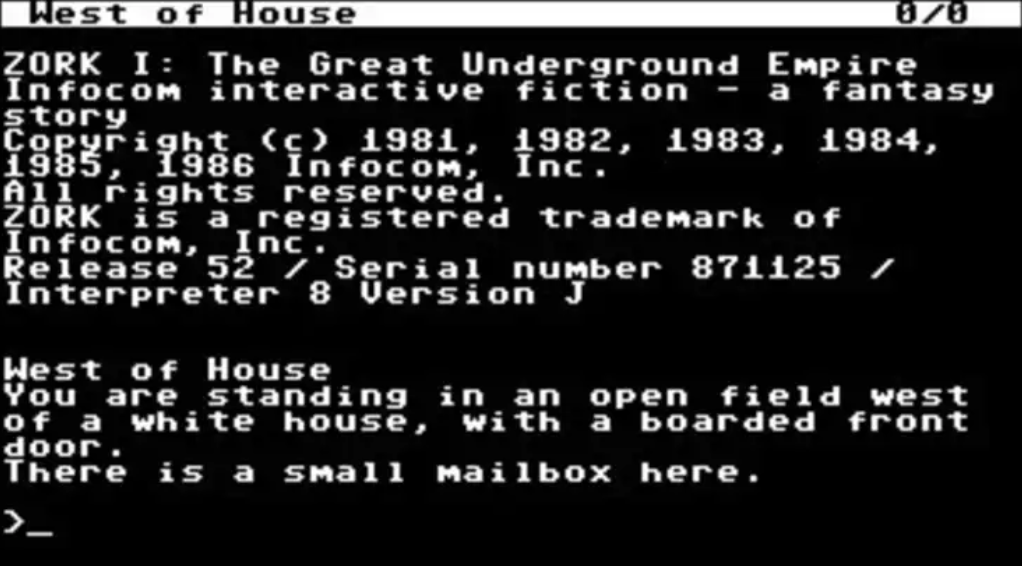 West of House 0/0
ZORK I: The Great Underground Empire
Infocom interactive fiction - a fantasy
story
Copyright (c) 1981, 1982, 1983, 1984,
1985, 1986 Infocom, Inc.
All rights reserved.
ZORK is a registered trademark of
Infocom, Inc.
Release 52 / Serial number 871125 /
Interpreter 8 Version J
West of House
You are standing in an open field west
of a white house, with a boarded front
door.
There is a small mailbox here.
>_